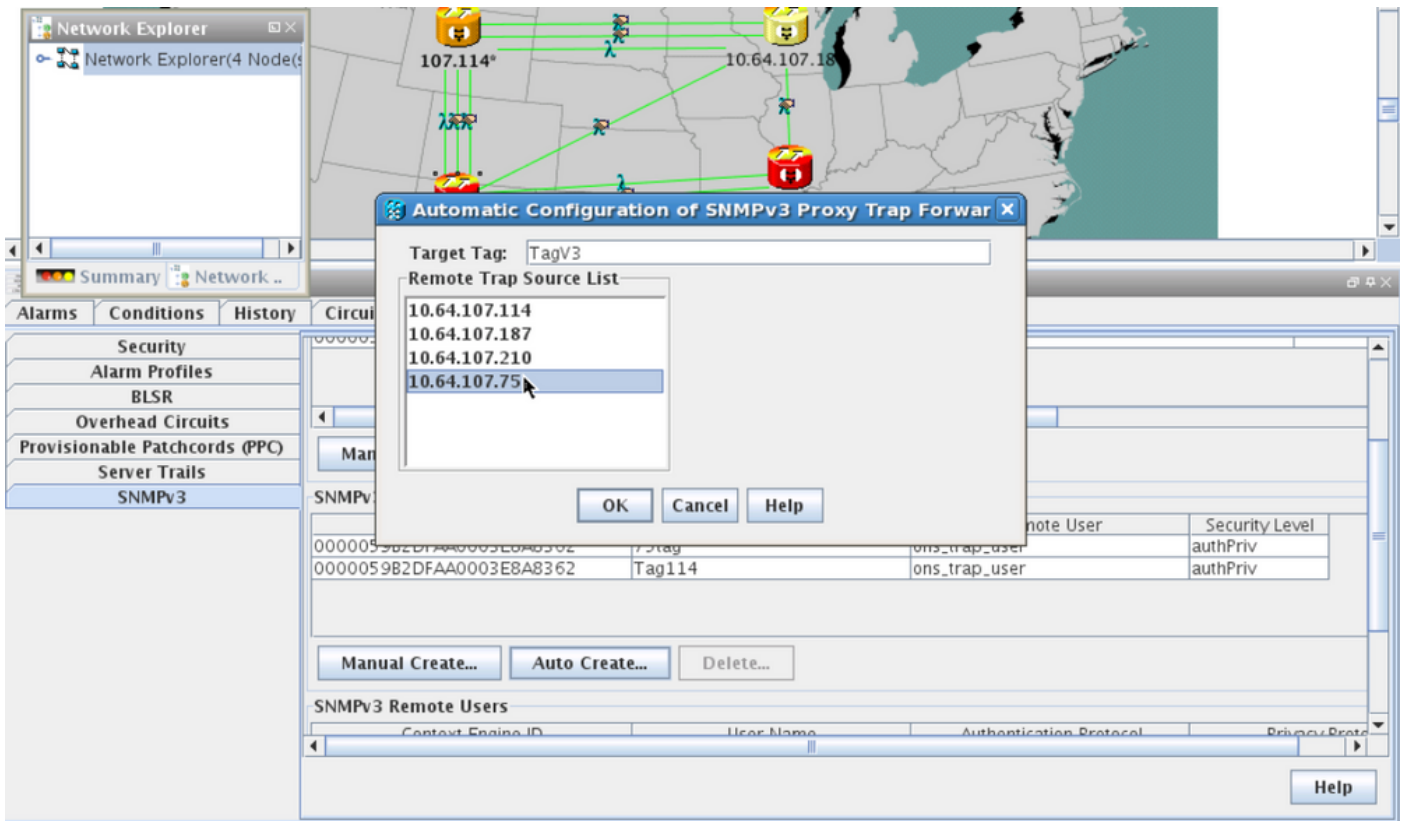 Network Explorer
Network Explorer(4 Node(s
107.114*
10.64.107.18
Summary Network ..
Automatic Configuration of SNMPv3 Proxy Trap Forwar
Target Tag: TagV3
Remote Trap Source List
10.64.107.114
10.64.107.187
10.64.107.210
10.64.107.75
OK Cancel Help
Alarms Conditions History Circui
Security
Alarm Profiles
BLSR
Overhead Circuits
Provisionable Patchcords (PPC)
Server Trails
SNMPv3
Man
SNMPv
note User Security Level
75tag ons_trap_user authPriv
0000059B2DFAA0003E8A8362 Tag114 ons_trap_user authPriv
Manual Create... Auto Create... Delete...
SNMPv3 Remote Users
Context Engine ID User Name Authentication Protocol Privacy Proto
Help